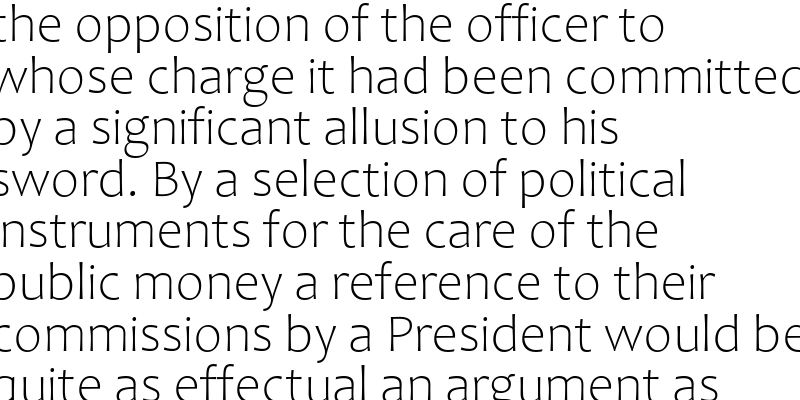 the opposition of the officer to
whose charge it had been committed
by a significant allusion to his
sword. By a selection of political
instruments for the care of the
public money a reference to their
commissions by a President would be
quite as effectual an argument as